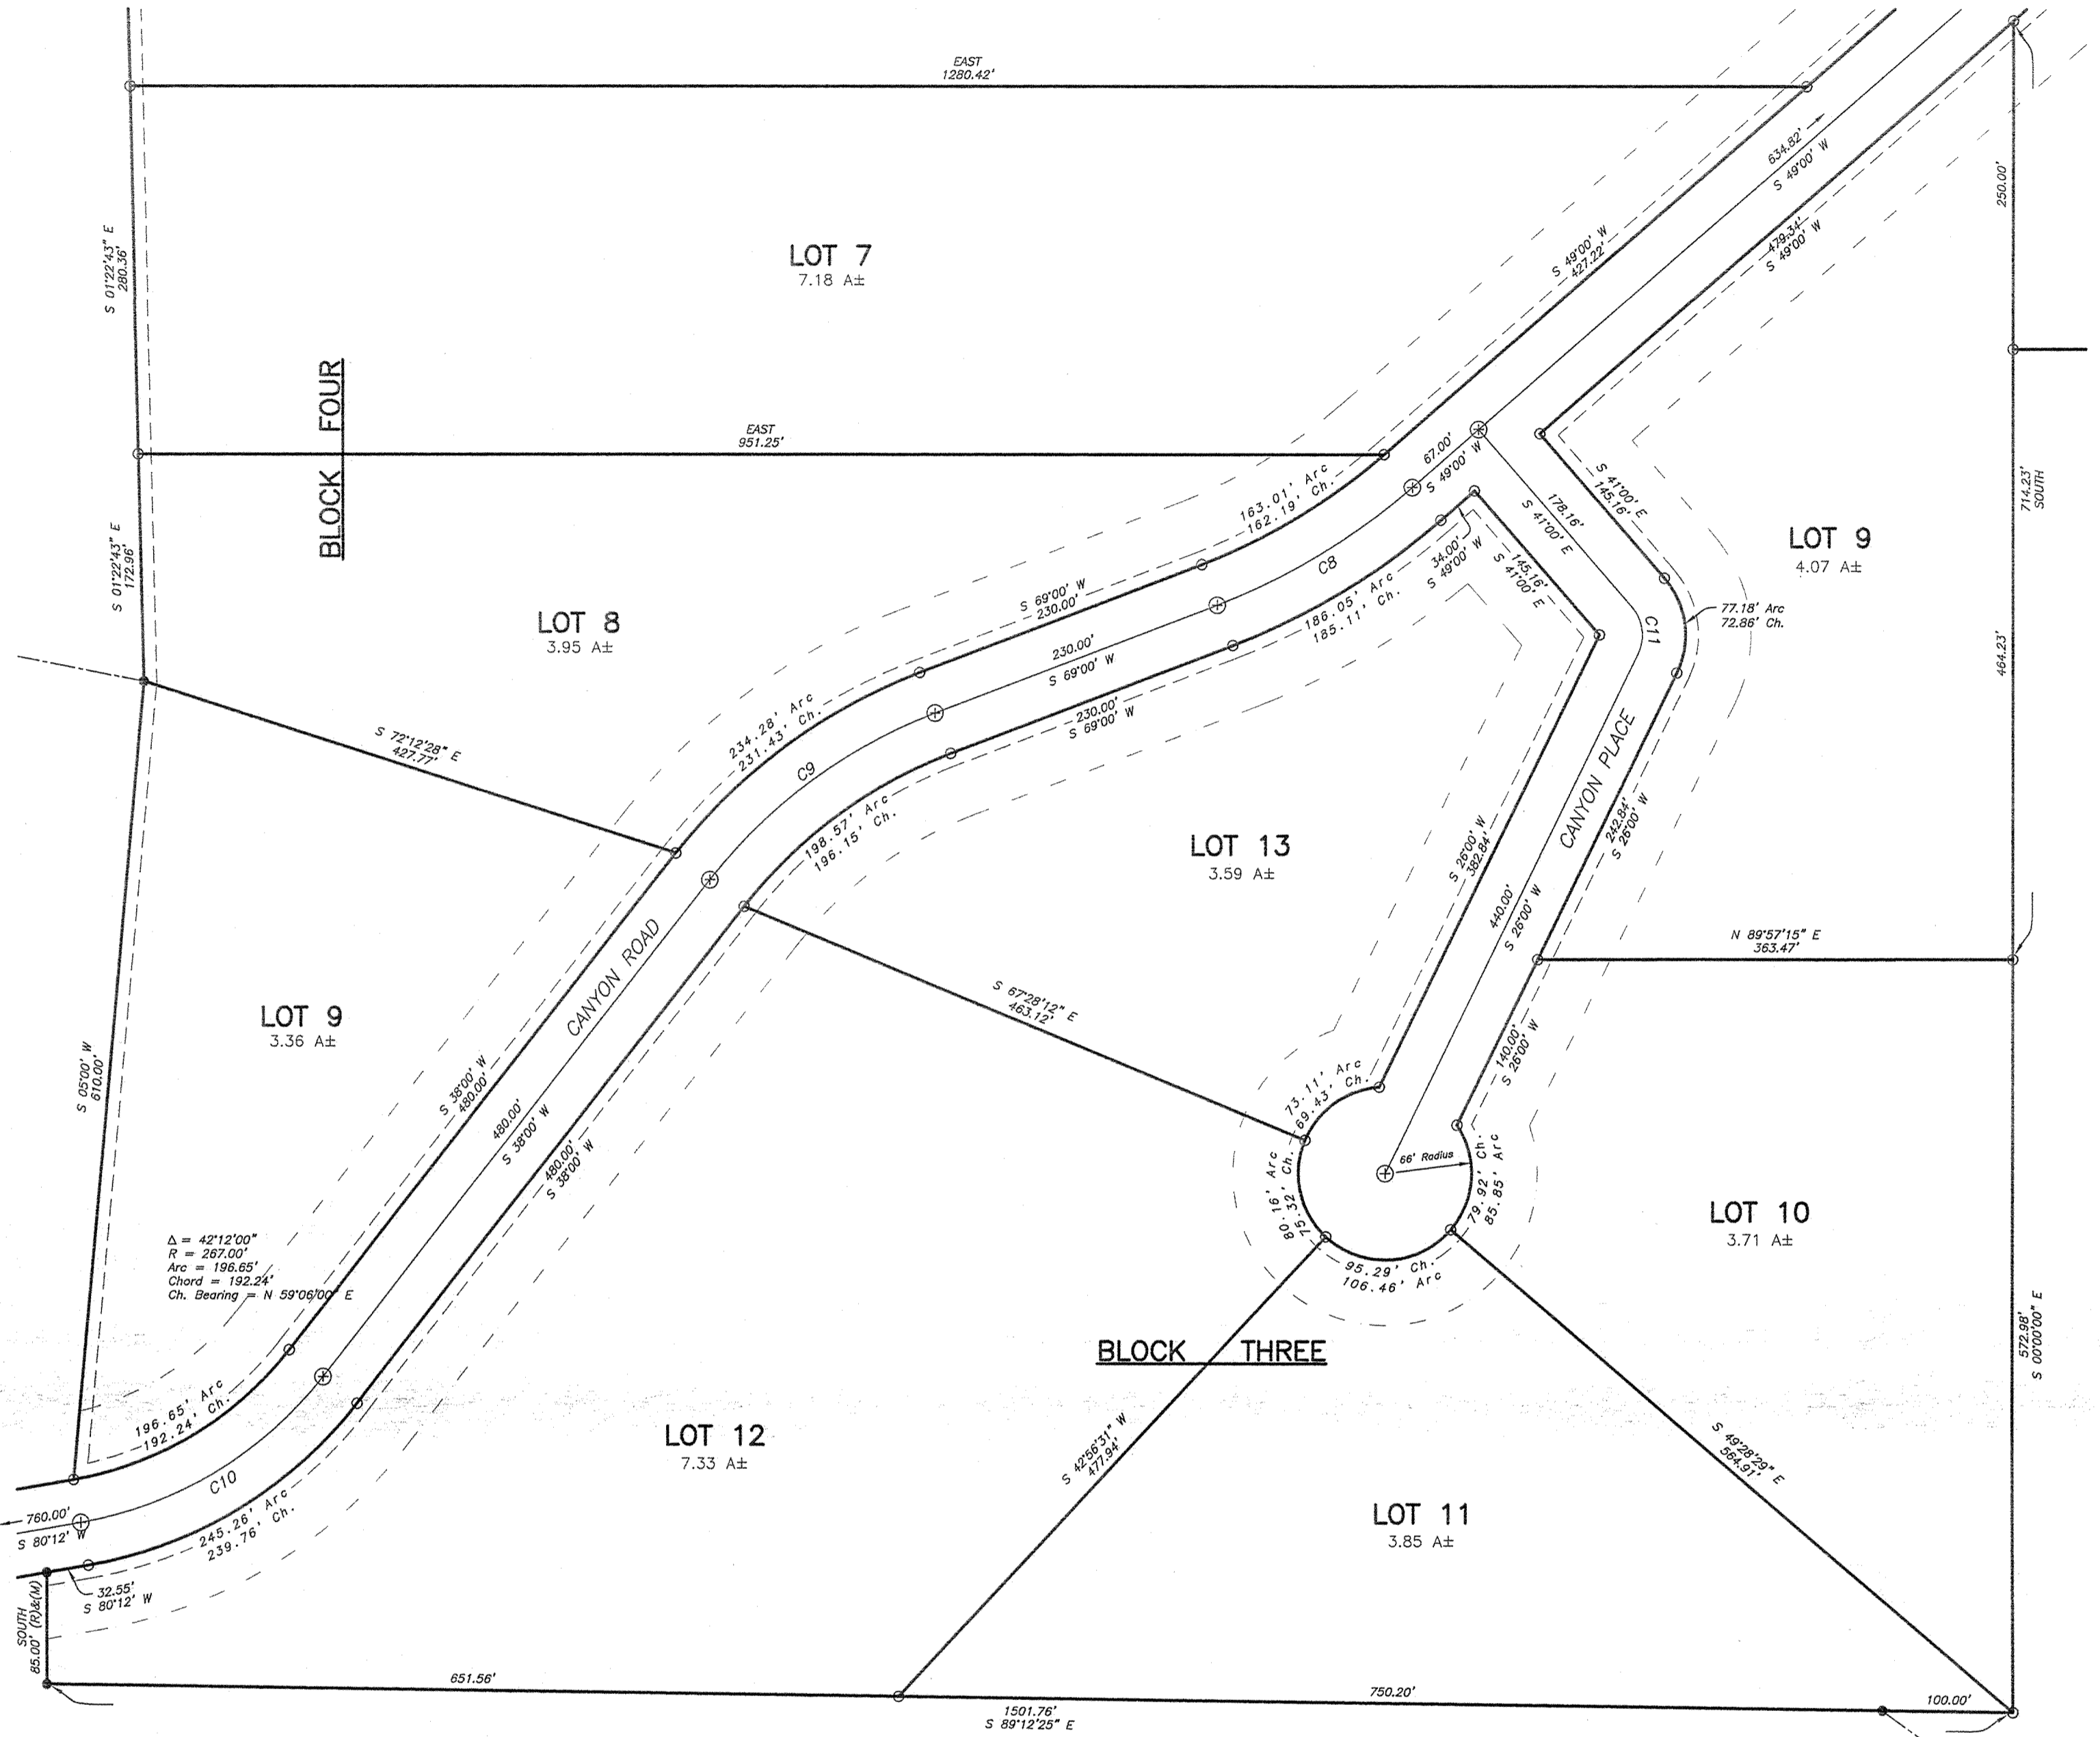 EAST
1280.42'
634.82'
S 49°00' W
250.00'
S 01°22'43" E
280.36'
LOT 7
7.18 A±
S 49°00' W
427.22'
479.34'
S 49°00' W
BLOCK FOUR
EAST
951.25'
67.00'
S 49°00' W
163.01' Arc
162.19' Ch.
S 41°00' E
145.16'
178.16'
S 41°00' E
714.23'
SOUTH
LOT 9
4.07 A±
S 01°22'43" E
172.96'
C8
34.00'
S 49°00' W
145.16'
S 41°00' E
S 69°00' W
230.00'
186.05' Arc
185.11' Ch.
77.18' Arc
72.86' Ch.
C11
LOT 8
3.95 A±
230.00'
S 69°00' W
464.23'
S 72°12'28" E
427.77'
234.28' Arc
231.43' Ch.
230.00'
S 69°00' W
C9
CANYON PLACE
242.84'
S 26°00' W
198.57' Arc
196.15' Ch.
LOT 13
3.59 A±
S 26°00' W
382.84'
440.00'
S 26°00' W
N 89°57'15" E
363.47'
CANYON ROAD
LOT 9
3.36 A±
S 67°28'12" E
463.12'
S 05°00' W
610.00'
S 38°00' W
480.00'
480.00'
S 38°00' W
480.00'
S 38°00' W
140.00'
S 26°00' W
73.11' Arc
69.43' Ch.
66' Radius
80.16' Arc
75.32' Ch.
79.92' Ch.
85.85' Arc
LOT 10
3.71 A±
95.29' Ch.
106.46' Arc
Δ = 42°12'00"
R = 267.00'
Arc = 196.65'
Chord = 192.24'
Ch. Bearing = N 59°06'00" E
BLOCK THREE
572.98'
S 00°00'00" E
196.65' Arc
192.24' Ch.
LOT 12
7.33 A±
S 42°56'31" W
477.94'
S 49°28'29" E
564.91'
C10
LOT 11
3.85 A±
760.00'
S 80°12' W
245.26' Arc
239.76' Ch.
32.55'
S 80°12' W
SOUTH
85.00' (R)&(M)
651.56'
750.20'
100.00'
1501.76'
S 89°12'25" E